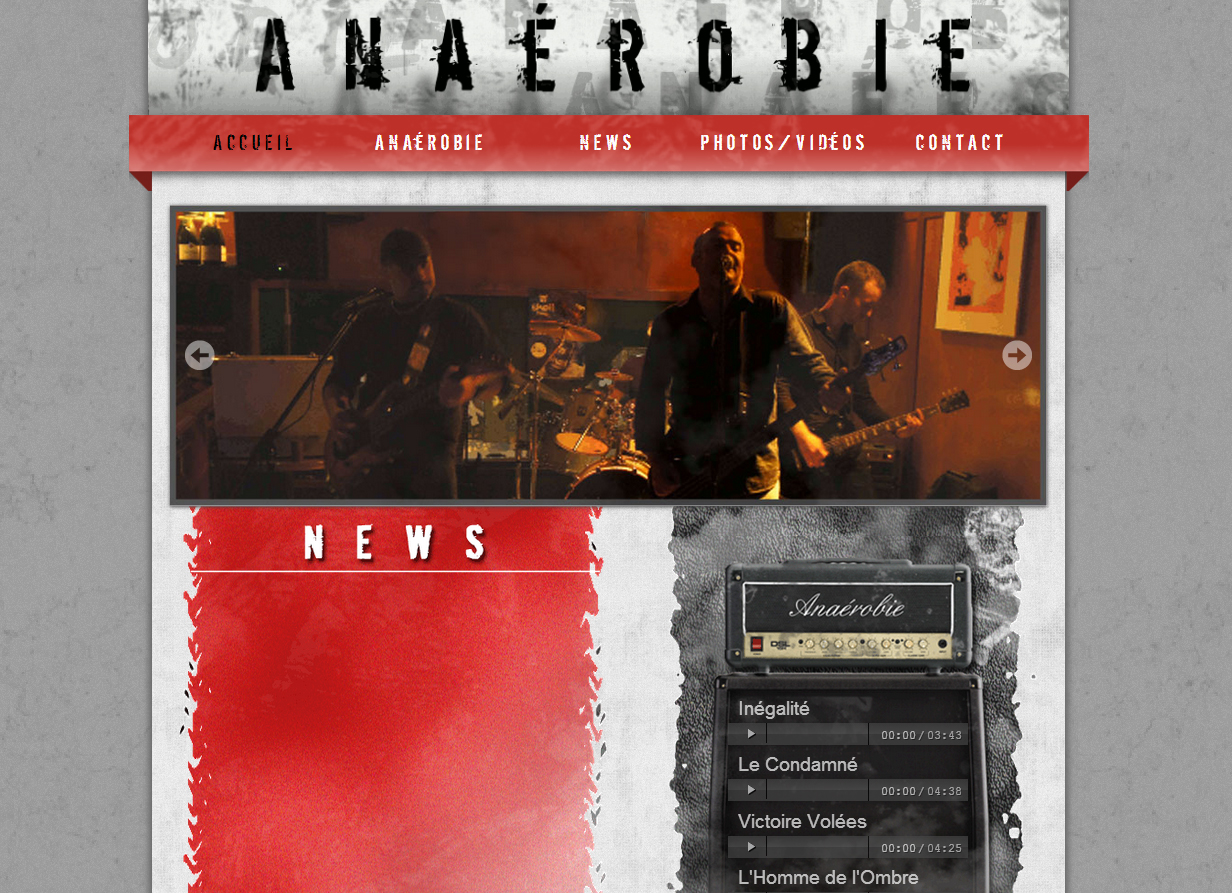 ANAÉROBIE
ACCUEIL ANAÉROBIE NEWS PHOTOS/VIDÉOS CONTACT
NEWS
Anaérobie
DSL
Inégalité
00:00/03:43
Le Condamné
00:00/04:38
Victoire Volées
00:00/04:25
L'Homme de l'Ombre